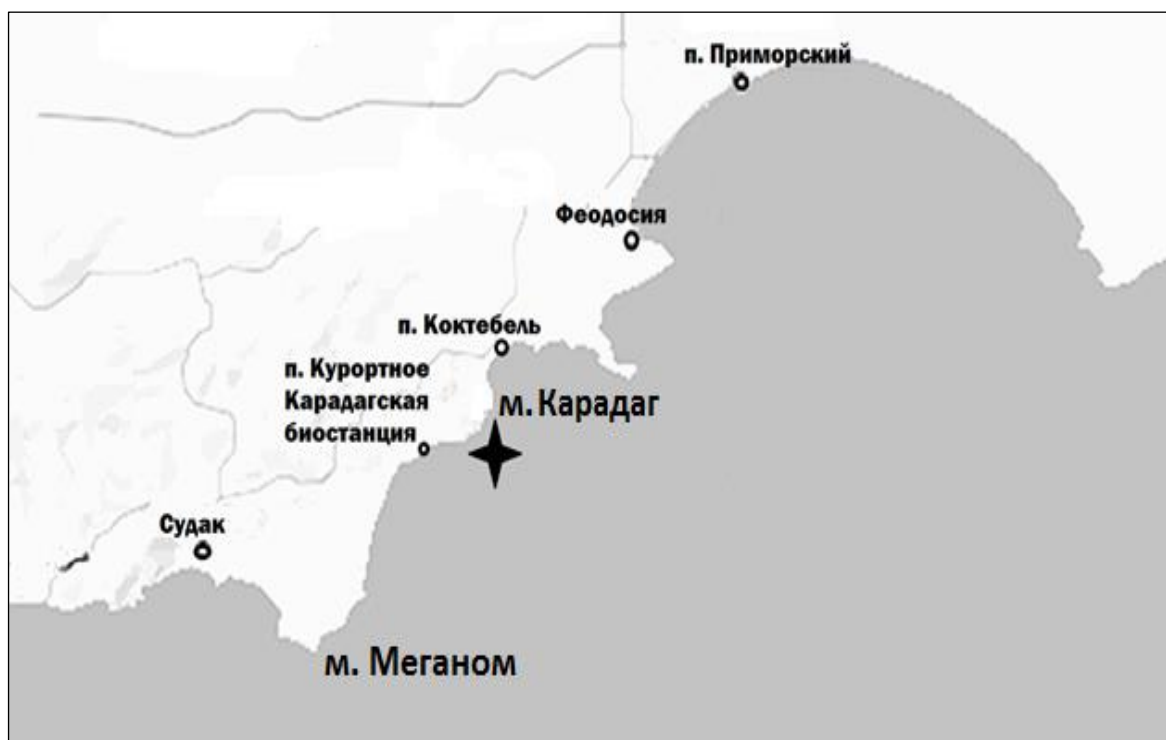 п. Приморский
Феодосия
п. Коктебель
п. Курортное
Карадагская
биостанция
м. Карадаг
Судак
м. Меганом